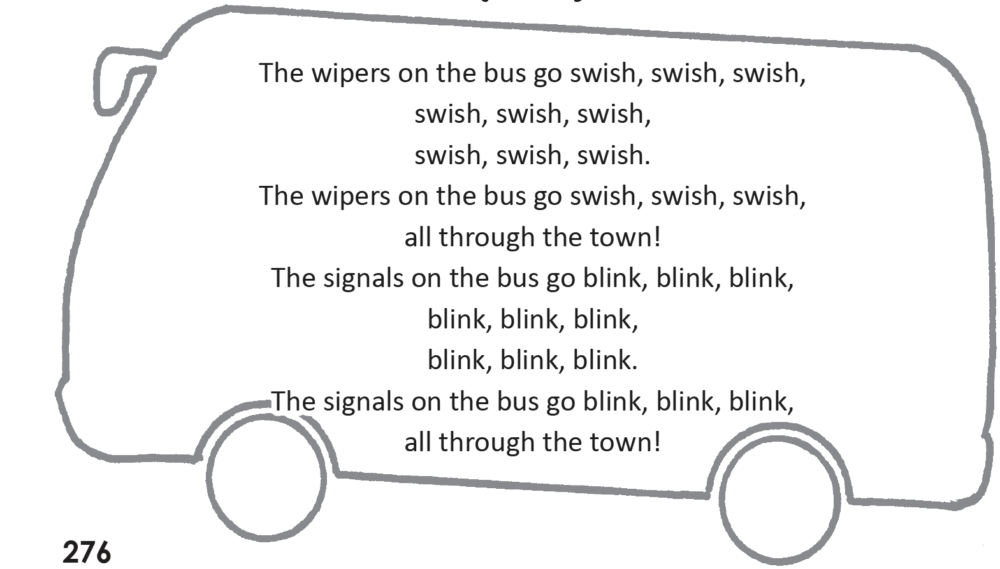 The wipers on the bus go swish, swish, swish,
swish, swish, swish,
swish, swish, swish.
The wipers on the bus go swish, swish, swish,
all through the town!
The signals on the bus go blink, blink, blink,
blink, blink, blink,
blink, blink, blink.
The signals on the bus go blink, blink, blink,
all through the town!
276